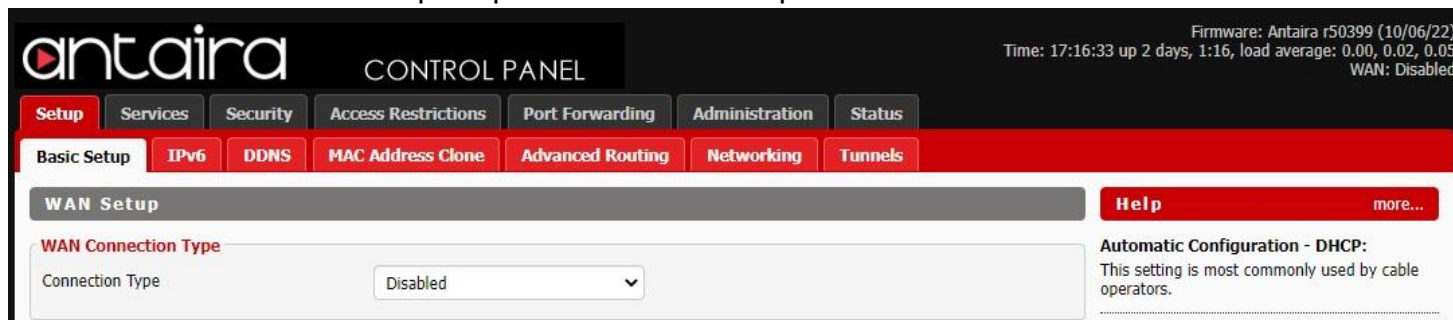 antaira
CONTROL PANEL
Firmware: Antaira r50399 (10/06/22)
Time: 17:16:33 up 2 days, 1:16, load average: 0.00, 0.02, 0.05
WAN: Disabled
Setup Services Security Access Restrictions Port Forwarding Administration Status
Basic Setup IPv6 DDNS MAC Address Clone Advanced Routing Networking Tunnels
WAN Setup
WAN Connection Type
Connection Type Disabled
Help more...
Automatic Configuration - DHCP:
This setting is most commonly used by cable
operators.